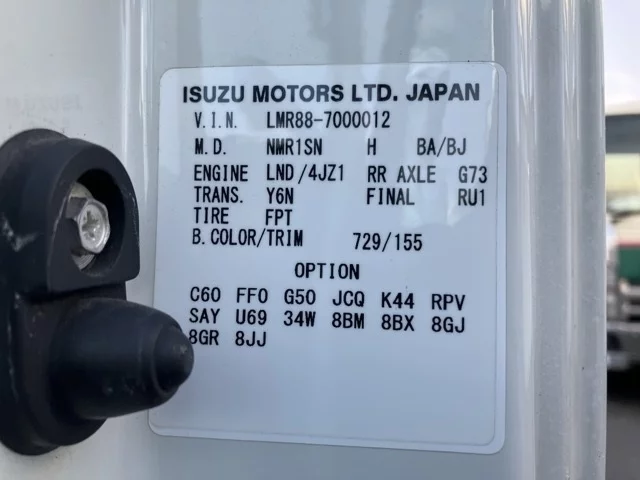 ISUZU MOTORS LTD. JAPAN
V.I.N. LMR88-7000012
M.D. NMR1SN H BA/BJ
ENGINE LND/4JZ1 RR AXLE G73
TRANS. Y6N FINAL RU1
TIRE FPT
B.COLOR/TRIM 729/155
OPTION
C60 FF0 G50 JCQ K44 RPV
SAY U69 34W 8BM 8BX 8GJ
8GR 8JJ